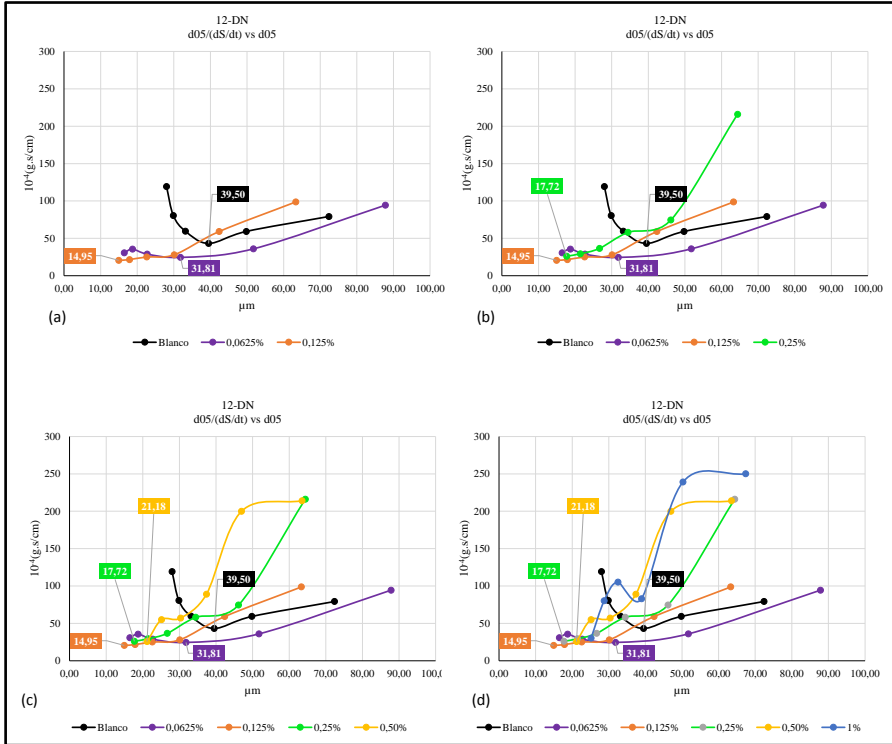 12-DN
d05/(dS/dt) vs d05
300
250
200
150
100
50
0
10⁻⁴(g.s/cm)
39,50
14,95
31,81
0,00 10,00 20,00 30,00 40,00 50,00 60,00 70,00 80,00 90,00 100,00
µm
(a)
Blanco 0,0625% 0,125%
12-DN
d05/(dS/dt) vs d05
300
250
200
150
100
50
0
10⁻⁴(g.s/cm)
17,72
39,50
14,95
31,81
0,00 10,00 20,00 30,00 40,00 50,00 60,00 70,00 80,00 90,00 100,00
µm
(b)
Blanco 0,0625% 0,125% 0,25%
12-DN
d05/(dS/dt) vs d05
300
250
200
150
100
50
0
10⁻⁴(g.s/cm)
21,18
17,72
39,50
14,95
31,81
0,00 10,00 20,00 30,00 40,00 50,00 60,00 70,00 80,00 90,00 100,00
µm
(c)
Blanco 0,0625% 0,125% 0,25% 0,50%
12-DN
d05/(dS/dt) vs d05
300
250
200
150
100
50
0
10⁻⁴(g.s/cm)
21,18
17,72
39,50
14,95
31,81
0,00 10,00 20,00 30,00 40,00 50,00 60,00 70,00 80,00 90,00 100,00
µm
(d)
Blanco 0,0625% 0,125% 0,25% 0,50% 1%